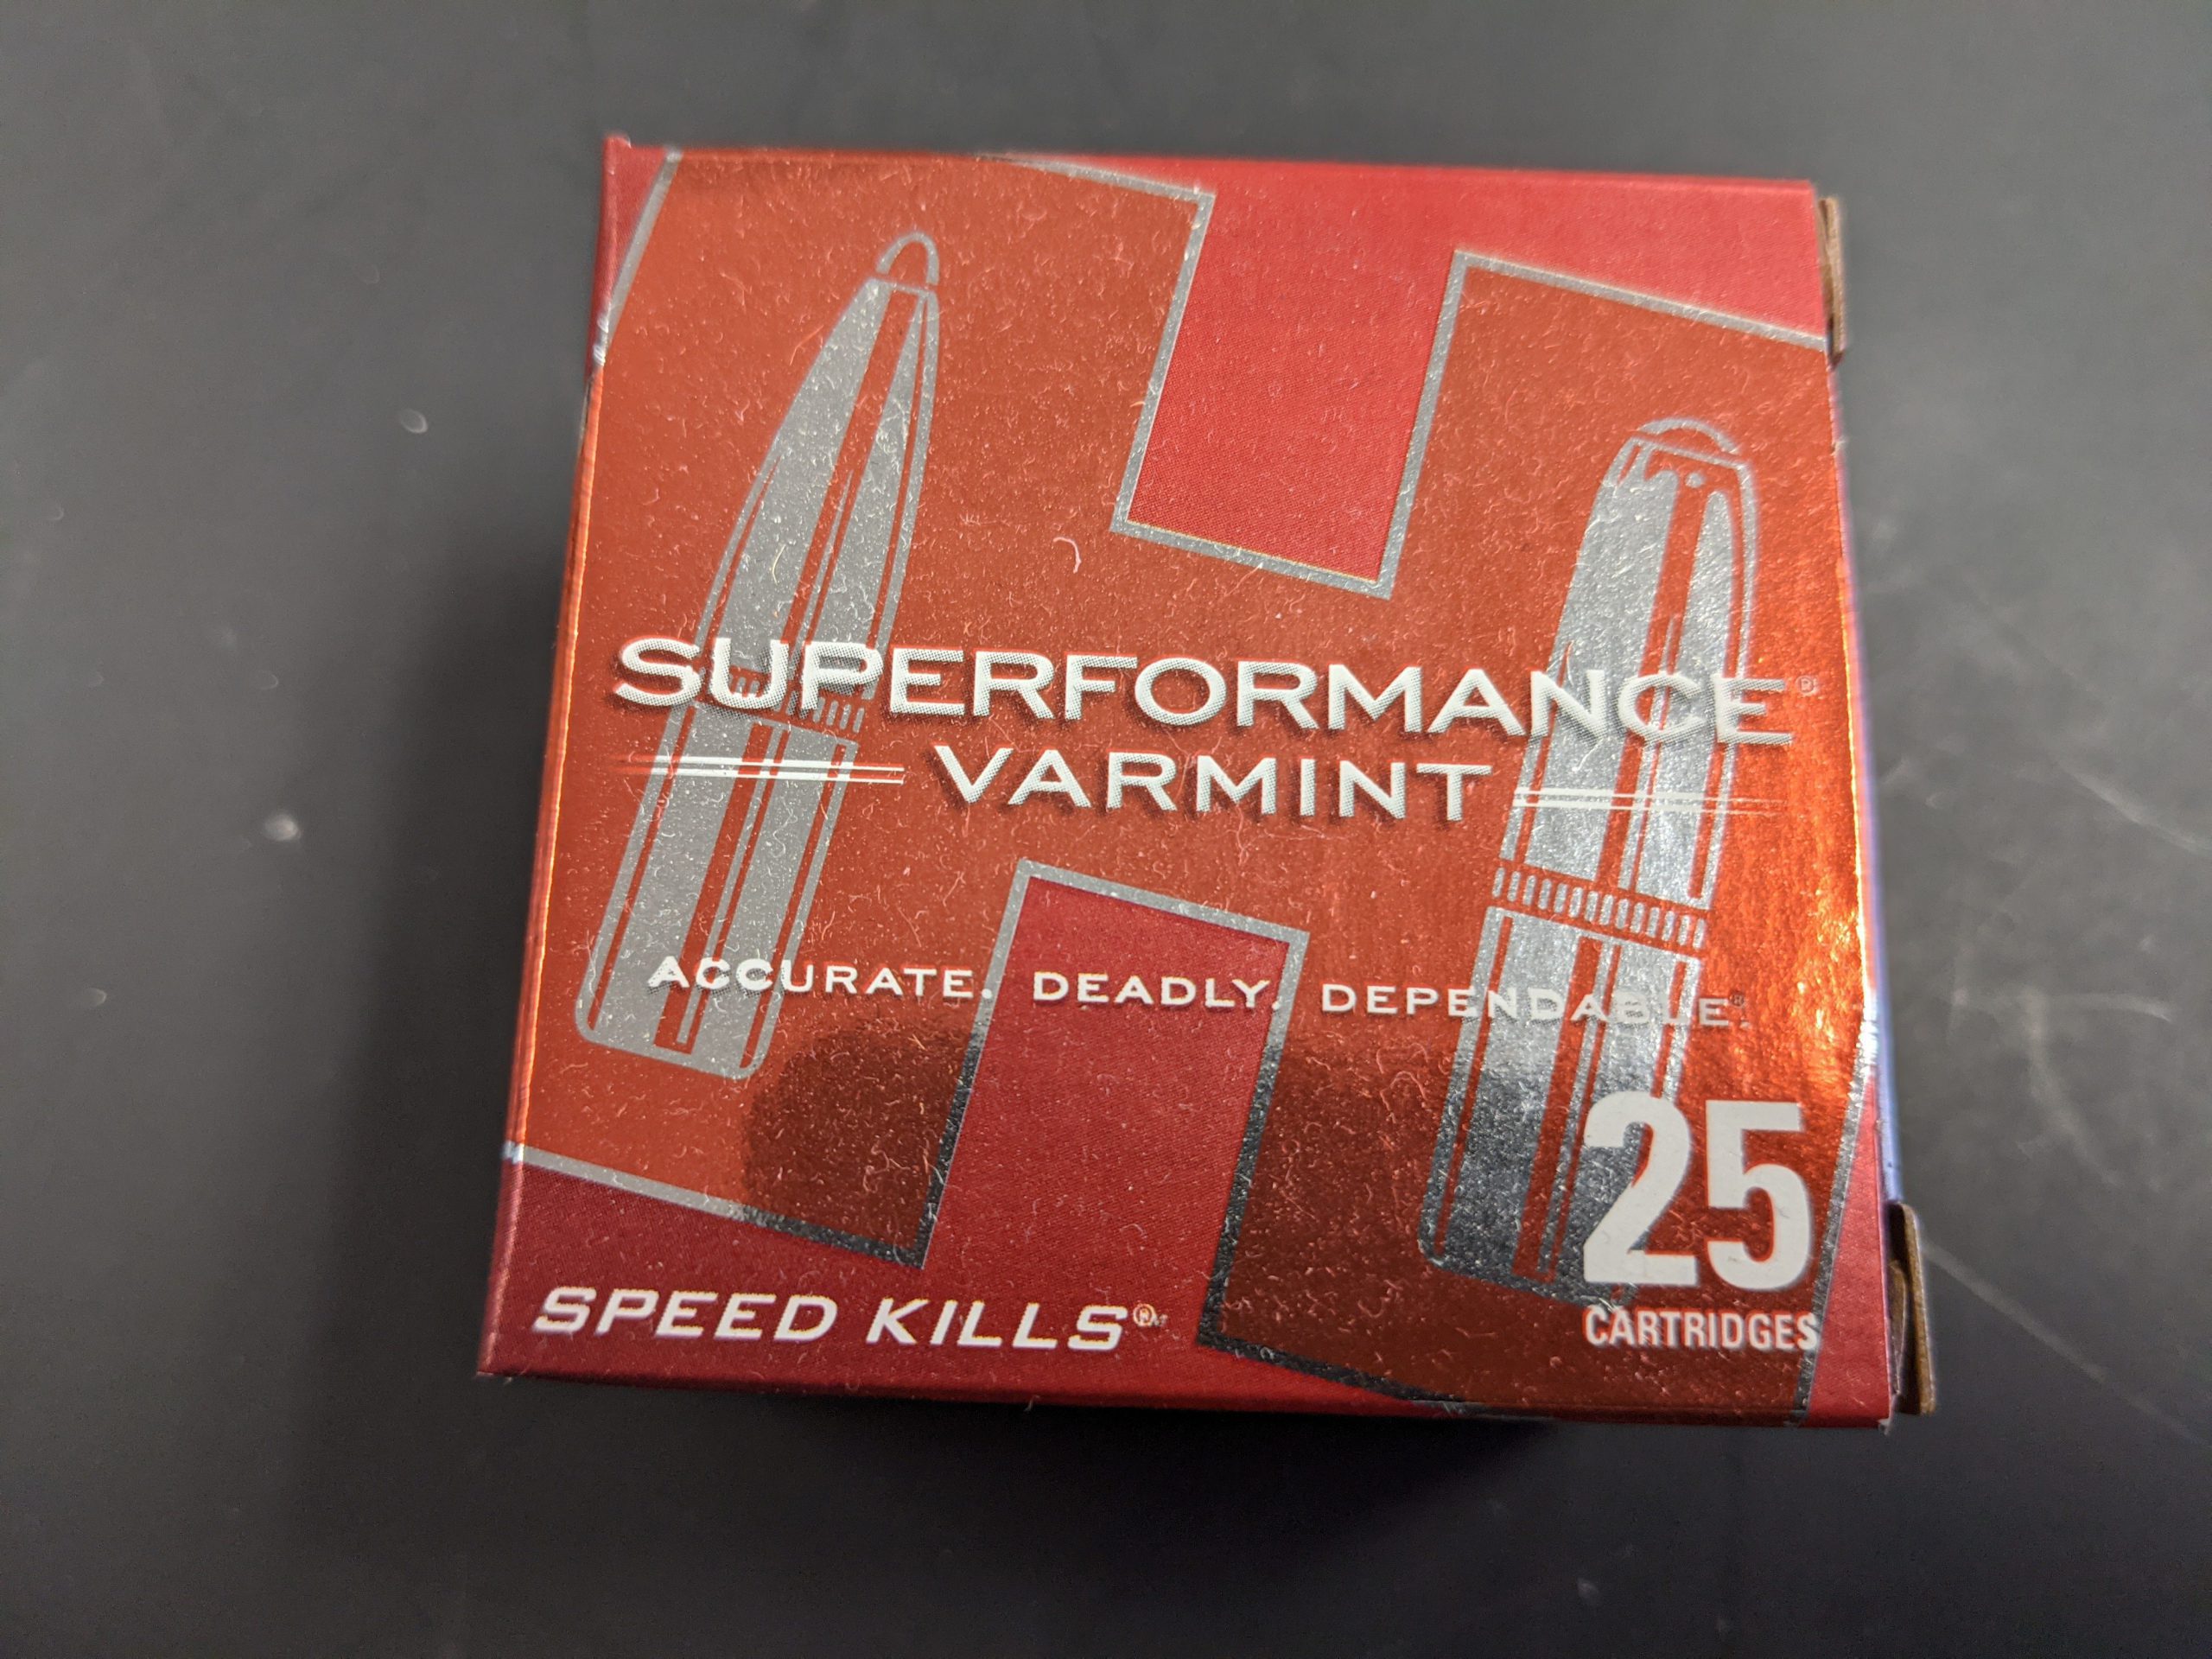 SUPERFORMANCE®
VARMINT
ACCURATE. DEADLY. DEPENDABLE.®
SPEED KILLS
25
CARTRIDGES